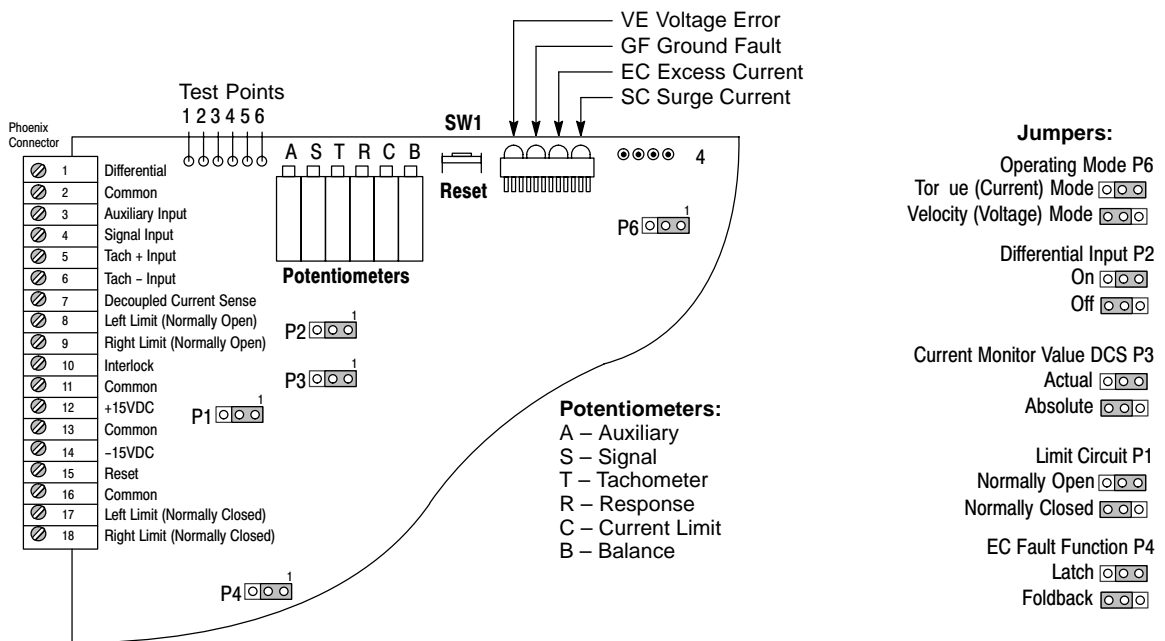 VE Voltage Error
GF Ground Fault
EC Excess Current
SC Surge Current
Test Points
1 2 3 4 5 6
SW1
Reset
4
A S T R C B
Potentiometers
Phoenix
Connector
1 Differential
2 Common
3 Auxiliary Input
4 Signal Input
5 Tach + Input
6 Tach – Input
7 Decoupled Current Sense
8 Left Limit (Normally Open)
9 Right Limit (Normally Open)
10 Interlock
11 Common
12 +15VDC
13 Common
14 –15VDC
15 Reset
16 Common
17 Left Limit (Normally Closed)
18 Right Limit (Normally Closed)
P6 1
P2 1
P3 1
P1 1
P4 1
Potentiometers:
A – Auxiliary
S – Signal
T – Tachometer
R – Response
C – Current Limit
B – Balance
Jumpers:
Operating Mode P6
Tor ue (Current) Mode
Velocity (Voltage) Mode
Differential Input P2
On
Off
Current Monitor Value DCS P3
Actual
Absolute
Limit Circuit P1
Normally Open
Normally Closed
EC Fault Function P4
Latch
Foldback